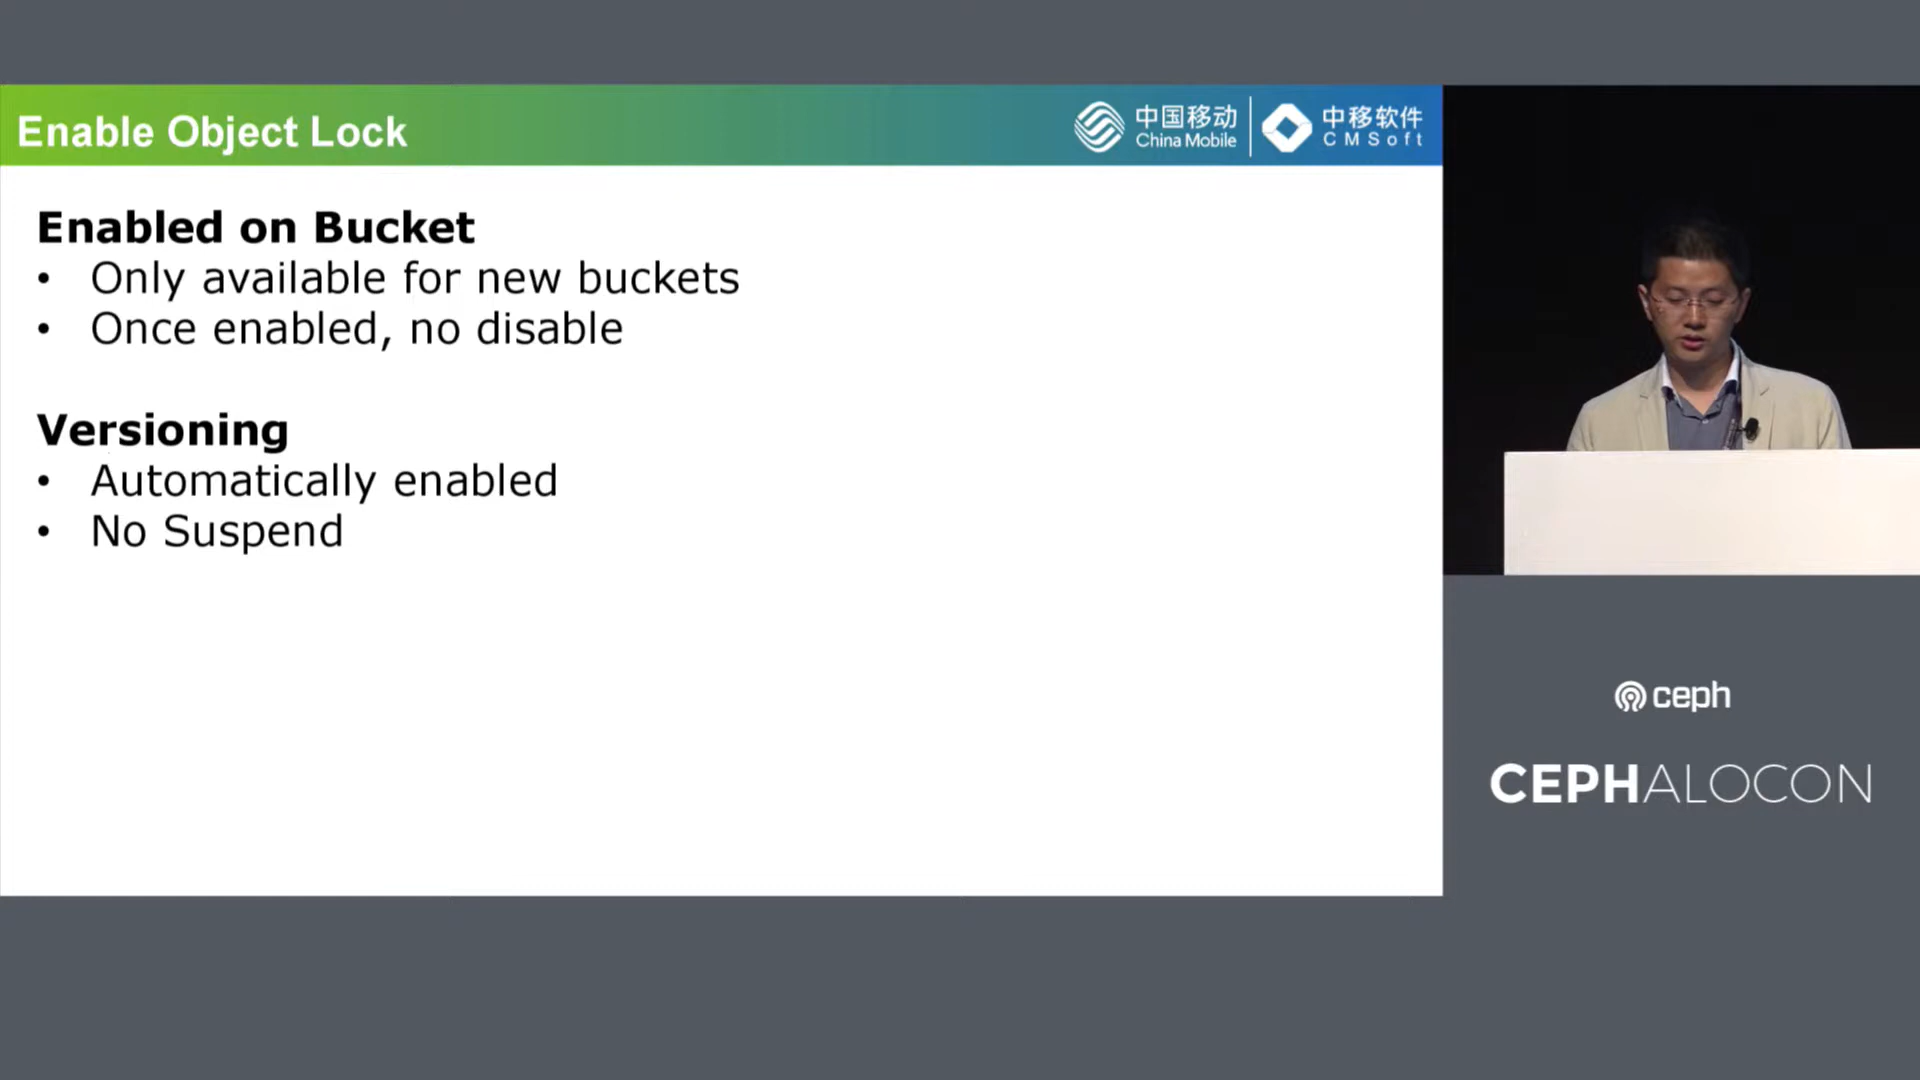 Enable Object Lock
中国移动
China Mobile
中移软件
CMSoft
Enabled on Bucket
• Only available for new buckets
• Once enabled, no disable
Versioning
• Automatically enabled
• No Suspend
ceph
CEPHALOCON